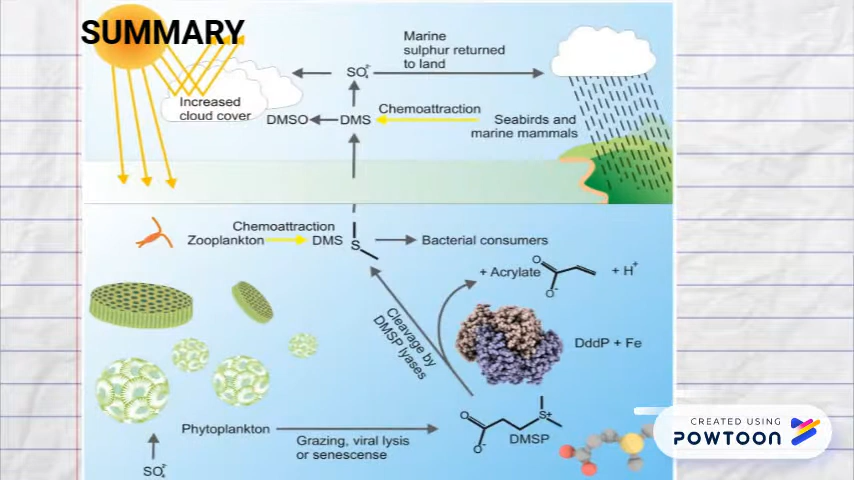 SUMMARY
Marine
sulphur returned
to land
SO₄²⁻
Increased
cloud cover
DMSO
DMS
Chemoattraction
Seabirds and
marine mammals
Chemoattraction
Zooplankton
DMS
S
Bacterial consumers
+ Acrylate
O
O⁻
+ H⁺
Cleavage by
DMSP lyases
DddP + Fe
Phytoplankton
Grazing, viral lysis
or senescense
O
O⁻
S+
DMSP
SO₄²⁻
CREATED USING
POWTOON